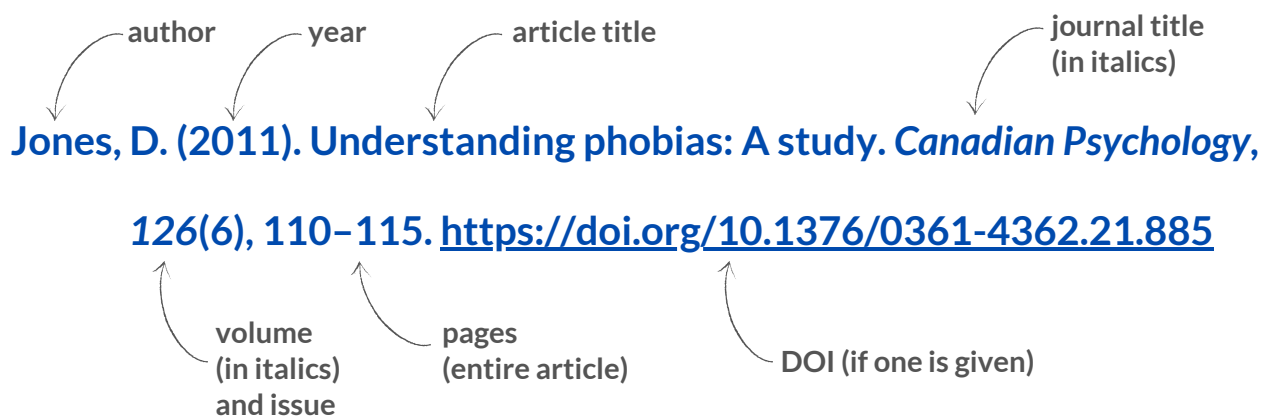 author
year
article title
journal title
(in italics)
Jones, D. (2011). Understanding phobias: A study. Canadian Psychology,
126(6), 110–115. https://doi.org/10.1376/0361-4362.21.885
volume
(in italics)
and issue
pages
(entire article)
DOI (if one is given)